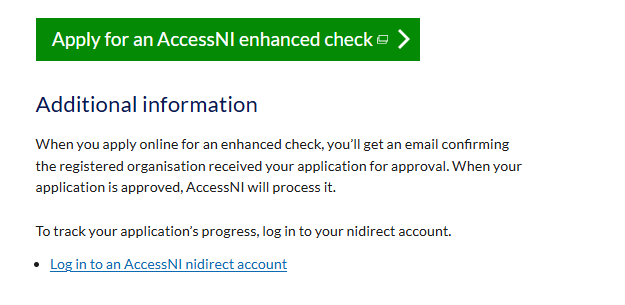 Apply for an AccessNI enhanced check
Additional information
When you apply online for an enhanced check, you'll get an email confirming
the registered organisation received your application for approval. When your
application is approved, AccessNI will process it.
To track your application's progress, log in to your nidirect account.
• Log in to an AccessNI nidirect account